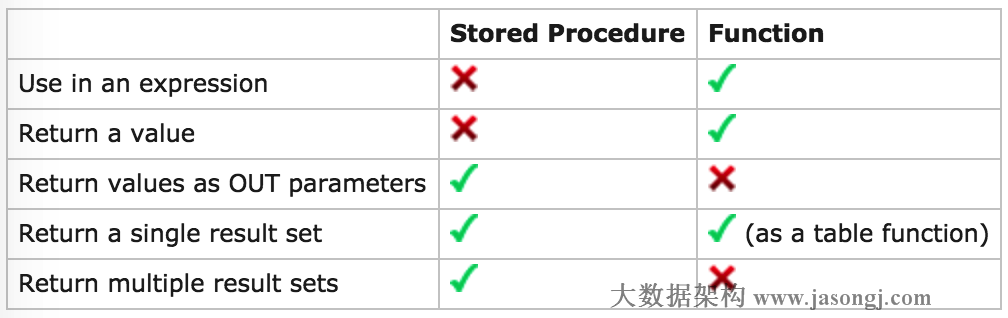 Stored Procedure Function
Use in an expression
Return a value
Return values as OUT parameters
Return a single result set (as a table function)
Return multiple result sets
大数据架构 www.jasongj.com